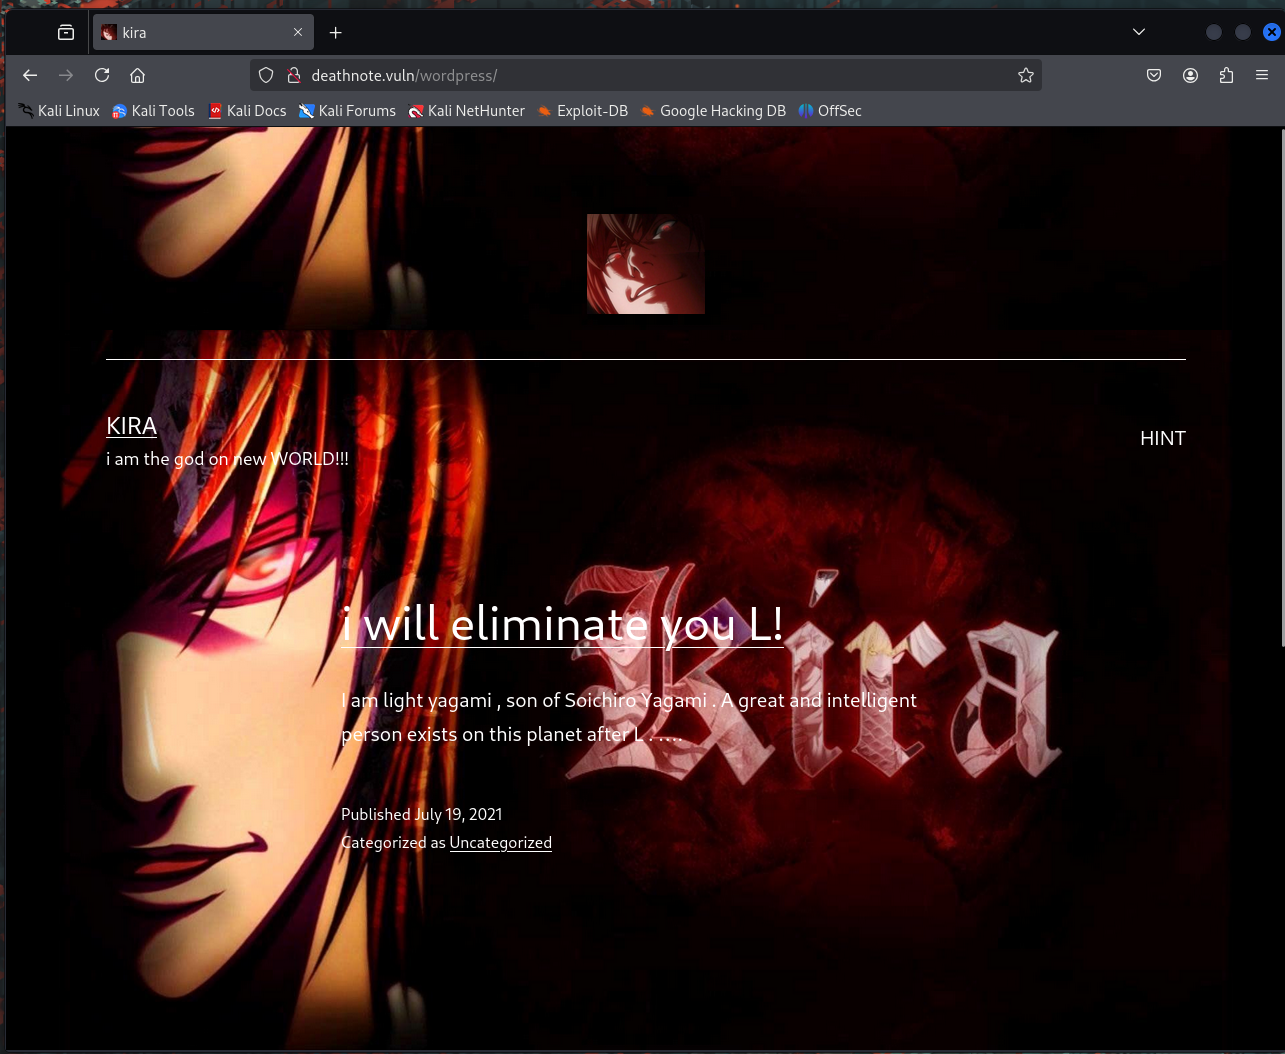 kira
deathnote.vuln/wordpress/
Kali Linux Kali Tools Kali Docs Kali Forums Kali NetHunter Exploit-DB Google Hacking DB OffSec
KIRA
i am the god on new WORLD!!!
HINT
Kira
i will eliminate you L!
I am light yagami , son of Soichiro Yagami . A great and intelligent
person exists on this planet after L . …..
Published July 19, 2021
Categorized as Uncategorized